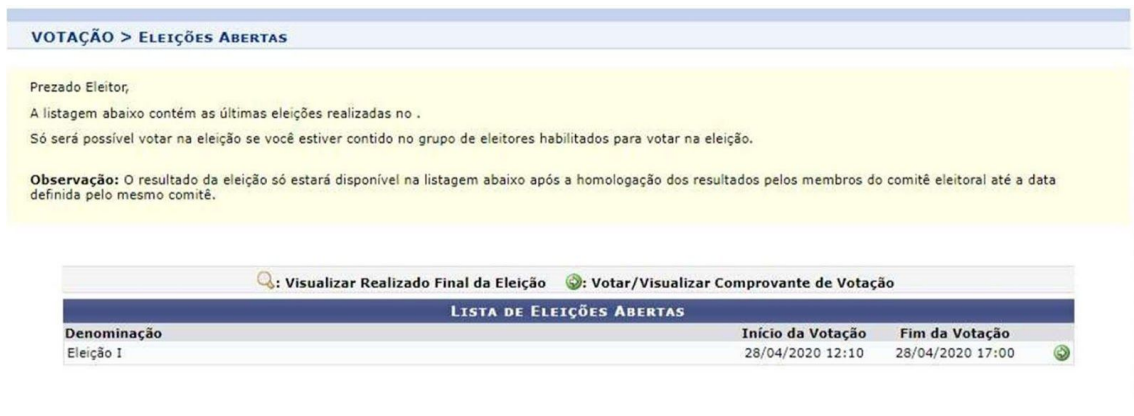 VOTAÇÃO > ELEIÇÕES ABERTAS
Prezado Eleitor,
A listagem abaixo contém as últimas eleições realizadas no .
Só será possível votar na eleição se você estiver contido no grupo de eleitores habilitados para votar na eleição.
Observação: O resultado da eleição só estará disponível na listagem abaixo após a homologação dos resultados pelos membros do comitê eleitoral até a data
definida pelo mesmo comitê.
: Visualizar Realizado Final da Eleição : Votar/Visualizar Comprovante de Votação
LISTA DE ELEIÇÕES ABERTAS
Denominação Início da Votação Fim da Votação
Eleição I 28/04/2020 12:10 28/04/2020 17:00